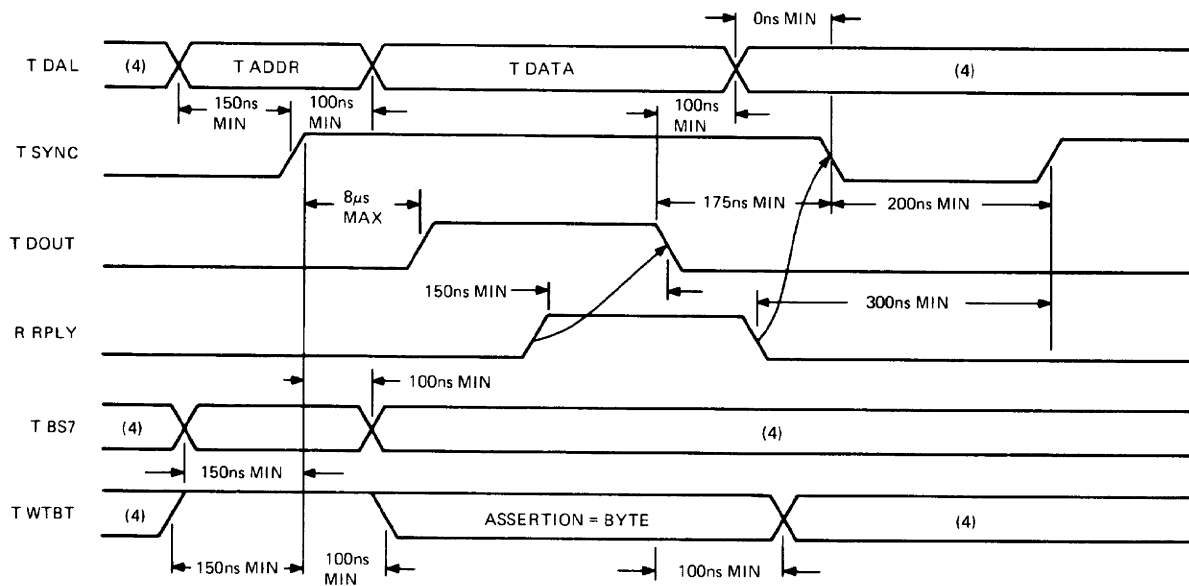 0ns MIN
T DAL (4) T ADDR T DATA (4)
150ns MIN 100ns MIN 100ns MIN
T SYNC
8μs MAX 175ns MIN 200ns MIN
T DOUT
150ns MIN 300ns MIN
R RPLY
100ns MIN
T BS7 (4) (4)
150ns MIN
T WTBT (4) ASSERTION = BYTE (4)
150ns MIN 100ns MIN 100ns MIN